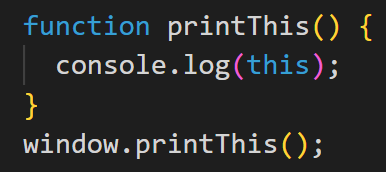 function printThis() {
  console.log(this);
}
window.printThis();